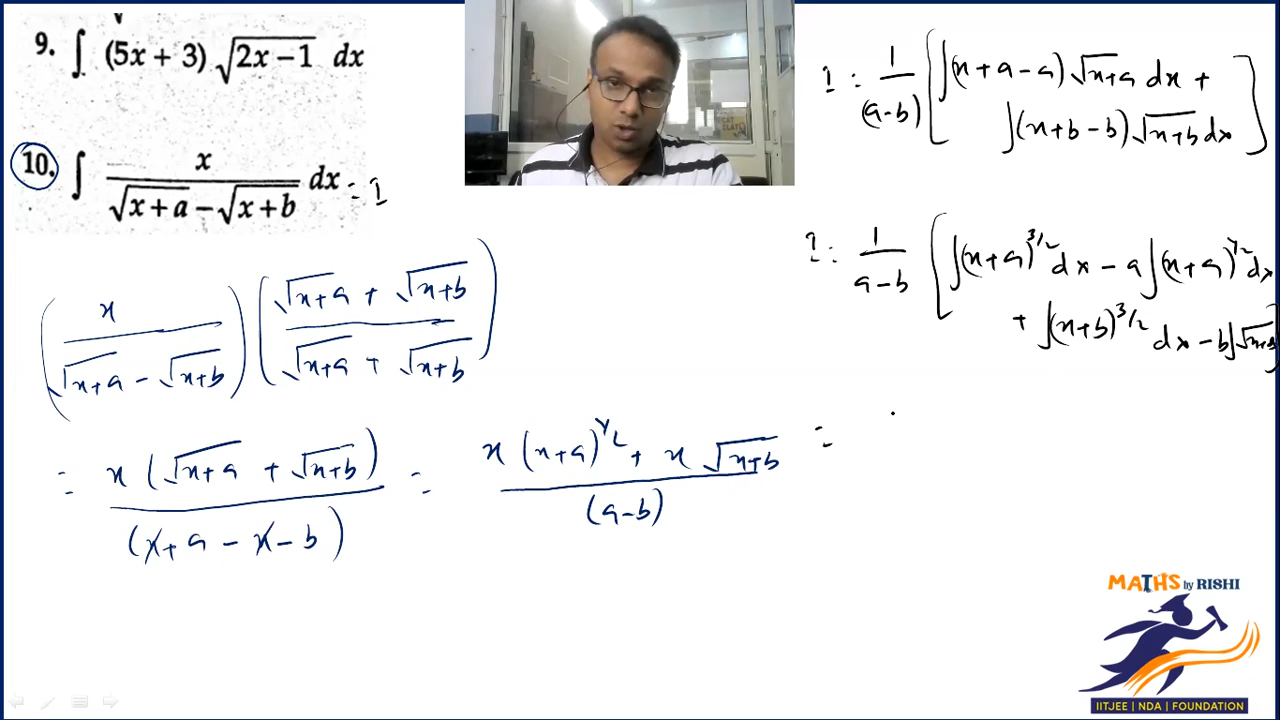 9. ∫ (5x + 3) √(2x − 1) dx
10. ∫ x / (√(x + a) − √(x + b)) dx = I
(x / (√(x+a) − √(x+b))) ((√(x+a) + √(x+b)) / (√(x+a) + √(x+b)))
= x (√(x+a) + √(x+b)) / (x + a − x − b) = (x (x+a)^1/2 + x √(x+b)) / (a−b)
I = 1/(a−b) [∫(x+a−a) √(x+a) dx +
∫(x+b−b) √(x+b) dx]
I = 1/(a−b) [∫(x+a)^3/2 dx − a ∫(x+a)^1/2 dx
+ ∫(x+b)^3/2 dx − b∫√(x+b)]
=
MATHS by RISHI
IITJEE | NDA | FOUNDATION